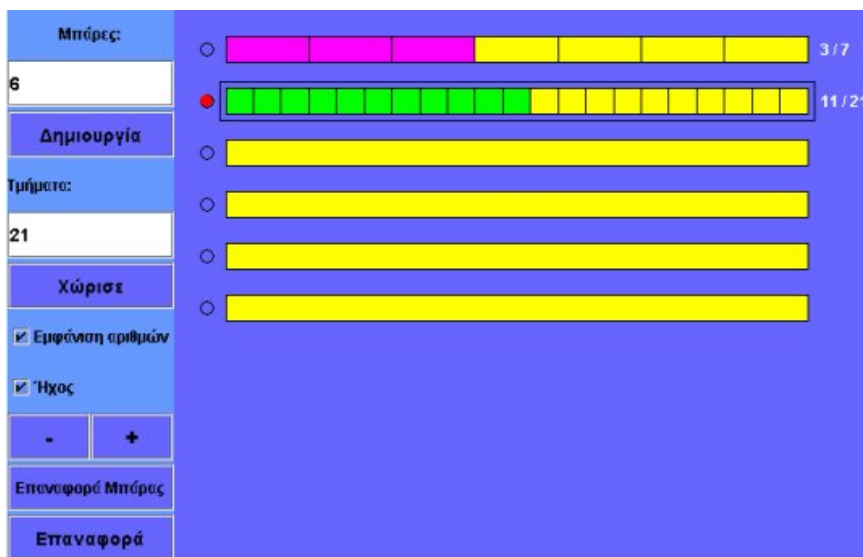 Μπάρες:
6
Δημιουργία
Τμήματα:
21
Χώρισε
Εμφάνιση αριθμών
Ήχος
- +
Επαναφορά Μπάρας
Επαναφορά
3 / 7
11 / 21